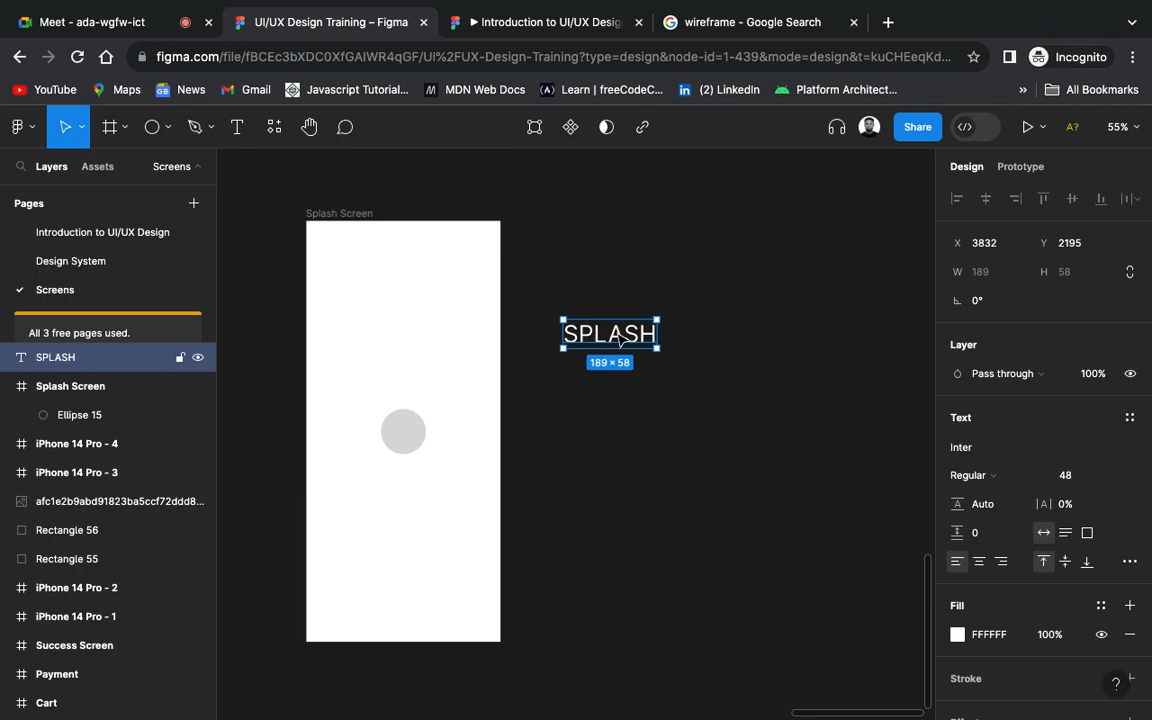 Meet - ada-wgfw-ict
UI/UX Design Training – Figma
Introduction to UI/UX Desig
wireframe - Google Search
figma.com/file/fBCEc3bXDC0XfGAIWR4qGF/UI%2FUX-Design-Training?type=design&node-id=1-439&mode=design&t=kuCHEeqKd...
Incognito
YouTube
Maps
News
Gmail
Javascript Tutorial...
MDN Web Docs
Learn | freeCodeC...
(2) LinkedIn
Platform Architect...
»
All Bookmarks
Share
A?
55%
Layers
Assets
Screens
Design
Prototype
Pages
Introduction to UI/UX Design
Design System
Screens
All 3 free pages used.
SPLASH
Splash Screen
Ellipse 15
iPhone 14 Pro - 4
iPhone 14 Pro - 3
afc1e2b9abd91823ba5ccf72ddd8...
Rectangle 56
Rectangle 55
iPhone 14 Pro - 2
iPhone 14 Pro - 1
Success Screen
Payment
Cart
Splash Screen
SPLASH
189 × 58
X 3832 Y 2195
W 189 H 58
0°
Layer
Pass through 100%
Text
Inter
Regular 48
A Auto |A| 0%
0
Fill
FFFFFF 100%
Stroke
?